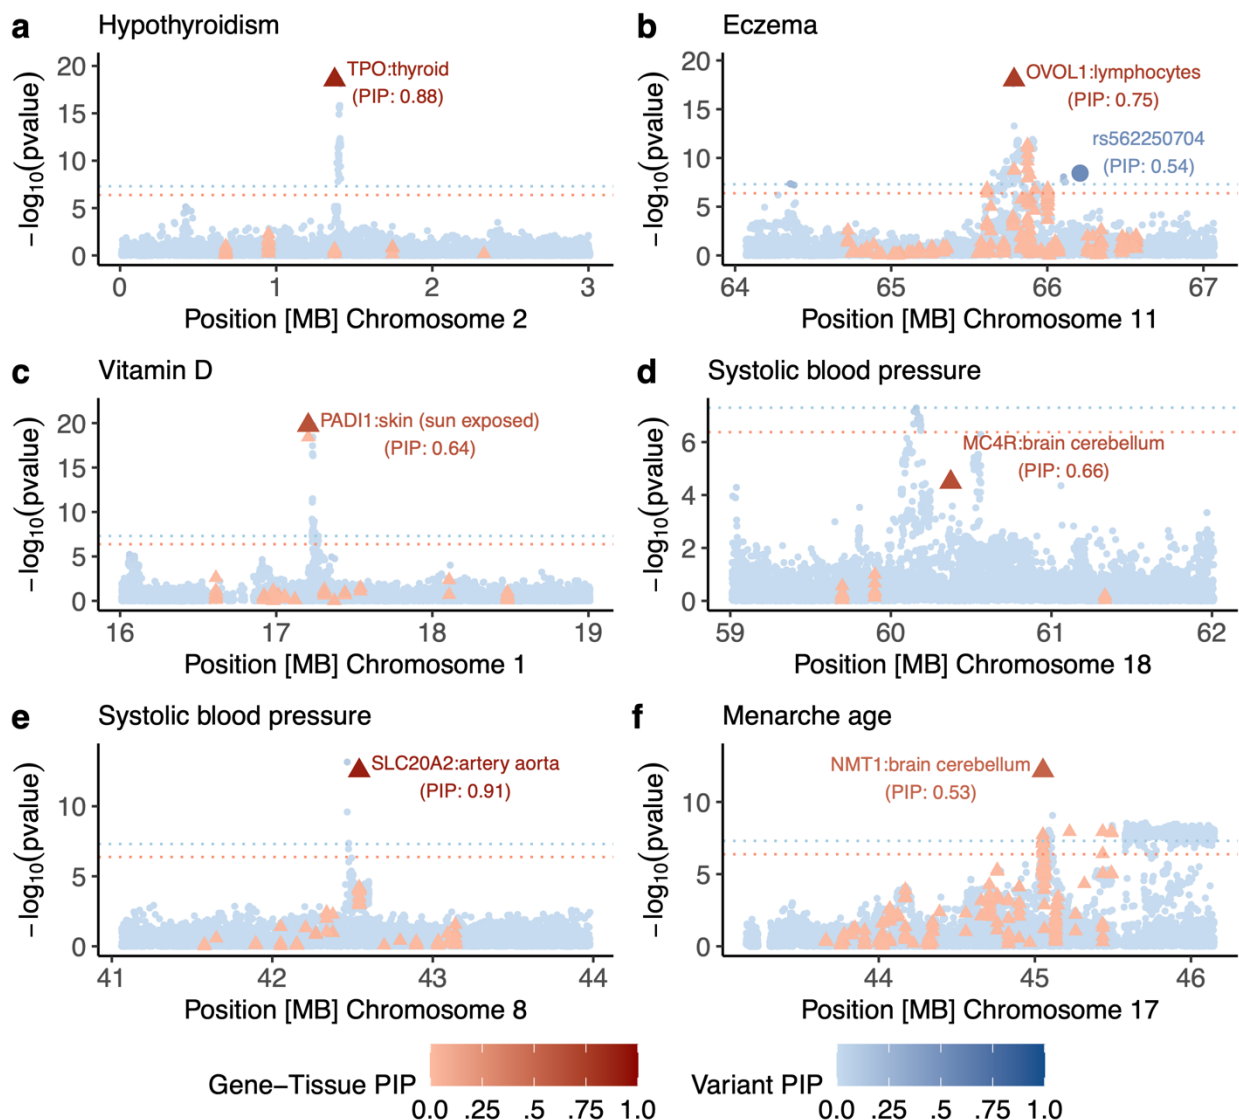 a Hypothyroidism
20
15
10
5
0
−log10(pvalue)
TPO:thyroid
(PIP: 0.88)
0 1 2 3
Position [MB] Chromosome 2
b Eczema
20
15
10
5
0
−log10(pvalue)
OVOL1:lymphocytes
(PIP: 0.75)
rs562250704
(PIP: 0.54)
64 65 66 67
Position [MB] Chromosome 11
c Vitamin D
20
15
10
5
0
−log10(pvalue)
PADI1:skin (sun exposed)
(PIP: 0.64)
16 17 18 19
Position [MB] Chromosome 1
d Systolic blood pressure
6
4
2
0
−log10(pvalue)
MC4R:brain cerebellum
(PIP: 0.66)
59 60 61 62
Position [MB] Chromosome 18
e Systolic blood pressure
10
5
0
−log10(pvalue)
SLC20A2:artery aorta
(PIP: 0.91)
41 42 43 44
Position [MB] Chromosome 8
f Menarche age
10
5
0
−log10(pvalue)
NMT1:brain cerebellum
(PIP: 0.53)
44 45 46
Position [MB] Chromosome 17
Gene−Tissue PIP
0.0 .25 .5 .75 1.0
Variant PIP
0.0 .25 .5 .75 1.0